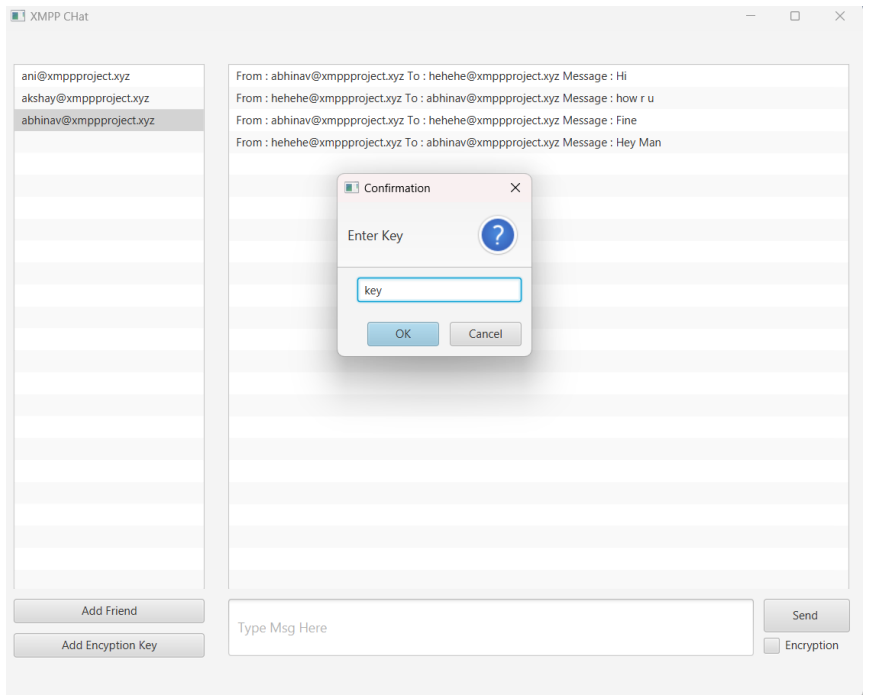 XMPP CHat
ani@xmppproject.xyz
akshay@xmppproject.xyz
abhinav@xmppproject.xyz
From : abhinav@xmppproject.xyz To : hehehe@xmppproject.xyz Message : Hi
From : hehehe@xmppproject.xyz To : abhinav@xmppproject.xyz Message : how r u
From : abhinav@xmppproject.xyz To : hehehe@xmppproject.xyz Message : Fine
From : hehehe@xmppproject.xyz To : abhinav@xmppproject.xyz Message : Hey Man
Confirmation
Enter Key
?
key
OK Cancel
Add Friend
Add Encyption Key
Type Msg Here
Send
Encryption